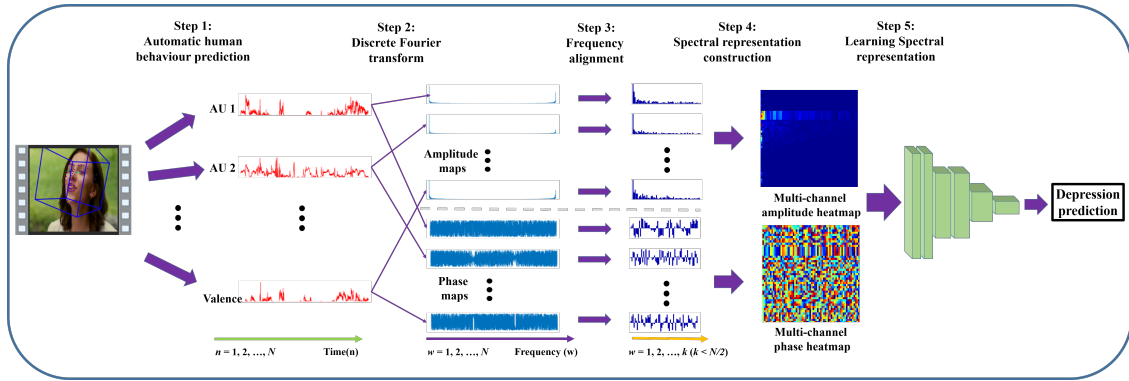 Step 1:
Automatic human
behaviour prediction
Step 2:
Discrete Fourier
transform
Step 3:
Frequency
alignment
Step 4:
Spectral representation
construction
Step 5:
Learning Spectral
representation
AU 1
AU 2
Valence
n = 1, 2, …, N
Time(n)
Amplitude
maps
Phase
maps
w = 1, 2, …, N
Frequency (w)
w = 1, 2, …, k (k < N/2)
Multi-channel
amplitude heatmap
Multi-channel
phase heatmap
Depression
prediction